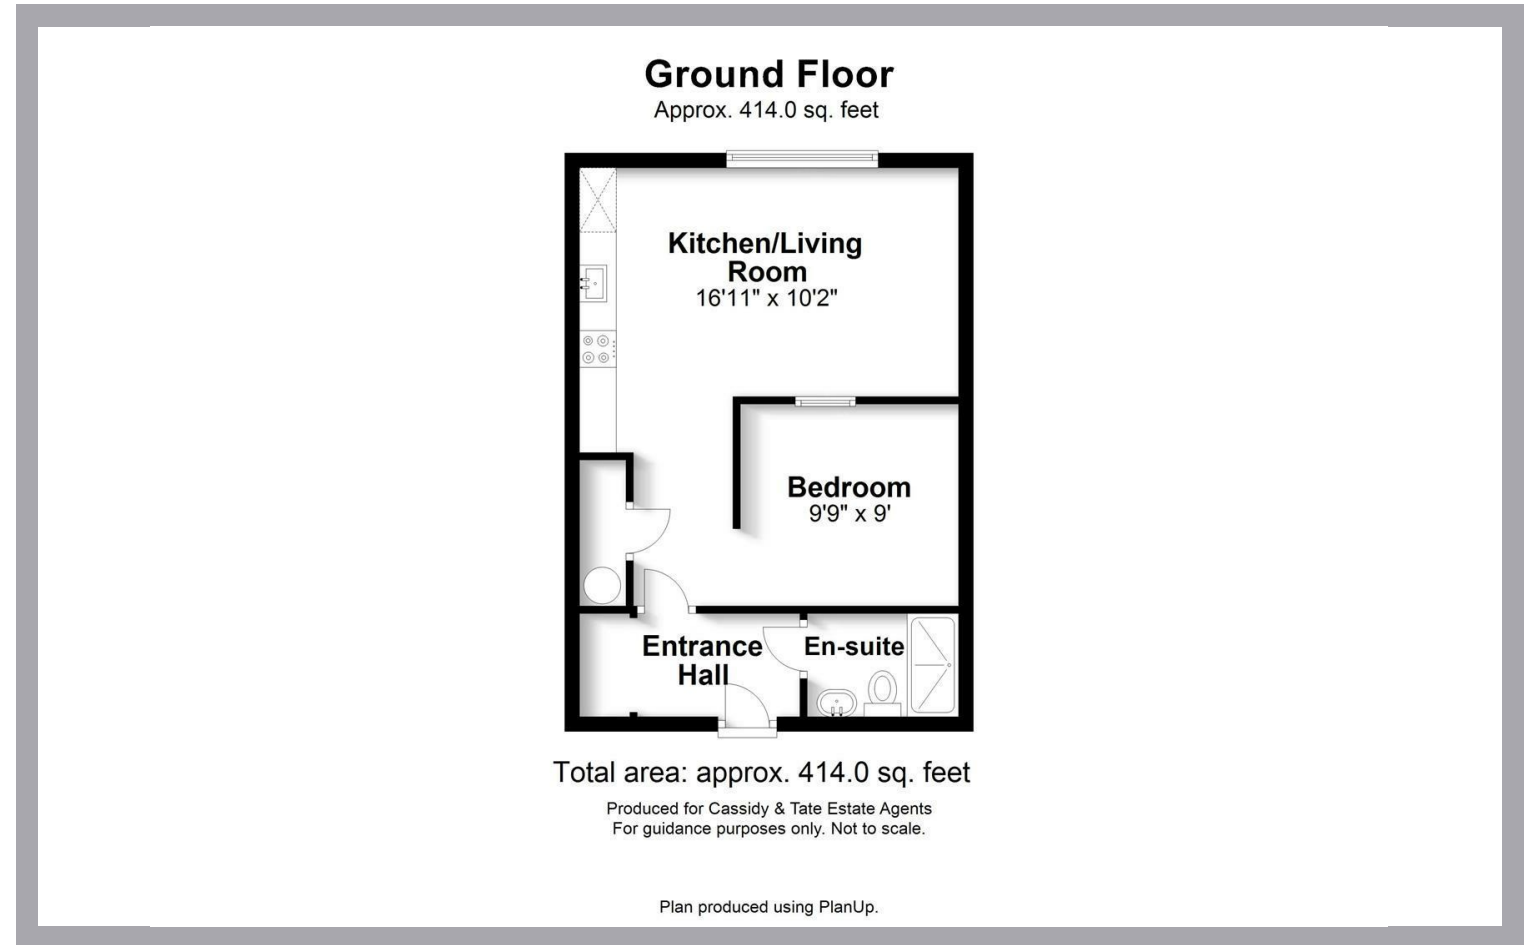 Ground Floor
Approx. 414.0 sq. feet
Kitchen/Living
Room
16'11" x 10'2"
Bedroom
9'9" x 9'
Entrance
Hall
En-suite
Total area: approx. 414.0 sq. feet
Produced for Cassidy & Tate Estate Agents
For guidance purposes only. Not to scale.
Plan produced using PlanUp.